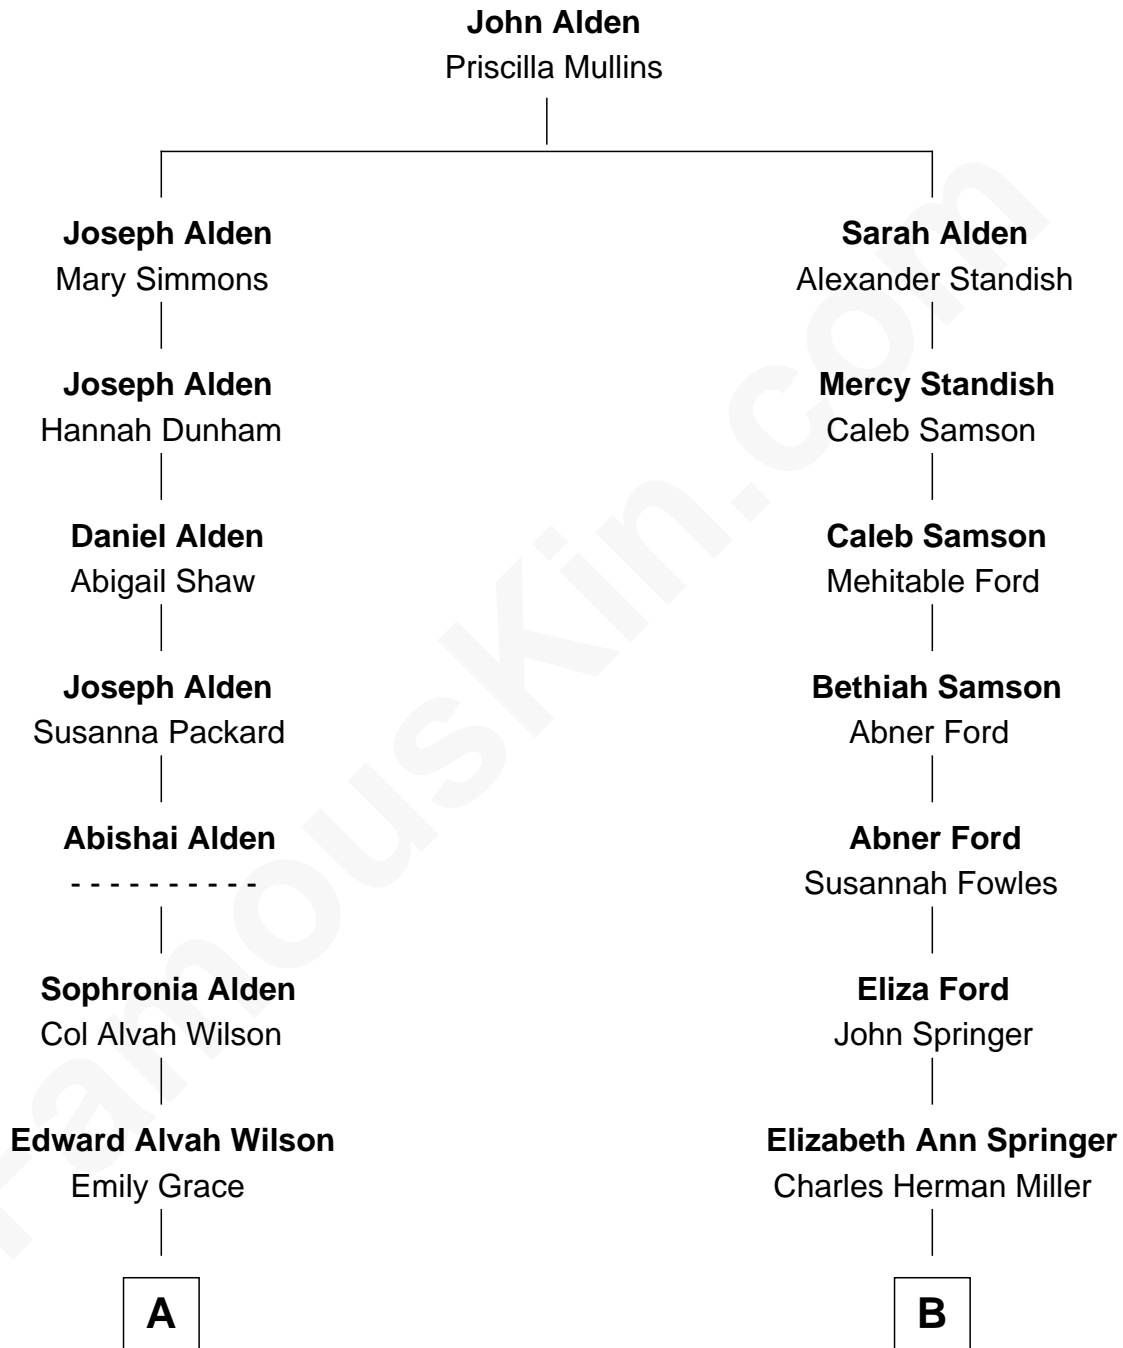 John Alden
Priscilla Mullins
Joseph Alden
Mary Simmons
Sarah Alden
Alexander Standish
Joseph Alden
Hannah Dunham
Mercy Standish
Caleb Samson
Daniel Alden
Abigail Shaw
Caleb Samson
Mehitable Ford
Joseph Alden
Susanna Packard
Bethiah Samson
Abner Ford
Abishai Alden
- - - - - - - - - -
Abner Ford
Susannah Fowles
Sophronia Alden
Col Alvah Wilson
Eliza Ford
John Springer
Edward Alvah Wilson
Emily Grace
Elizabeth Ann Springer
Charles Herman Miller
A
B
FamousKin.com